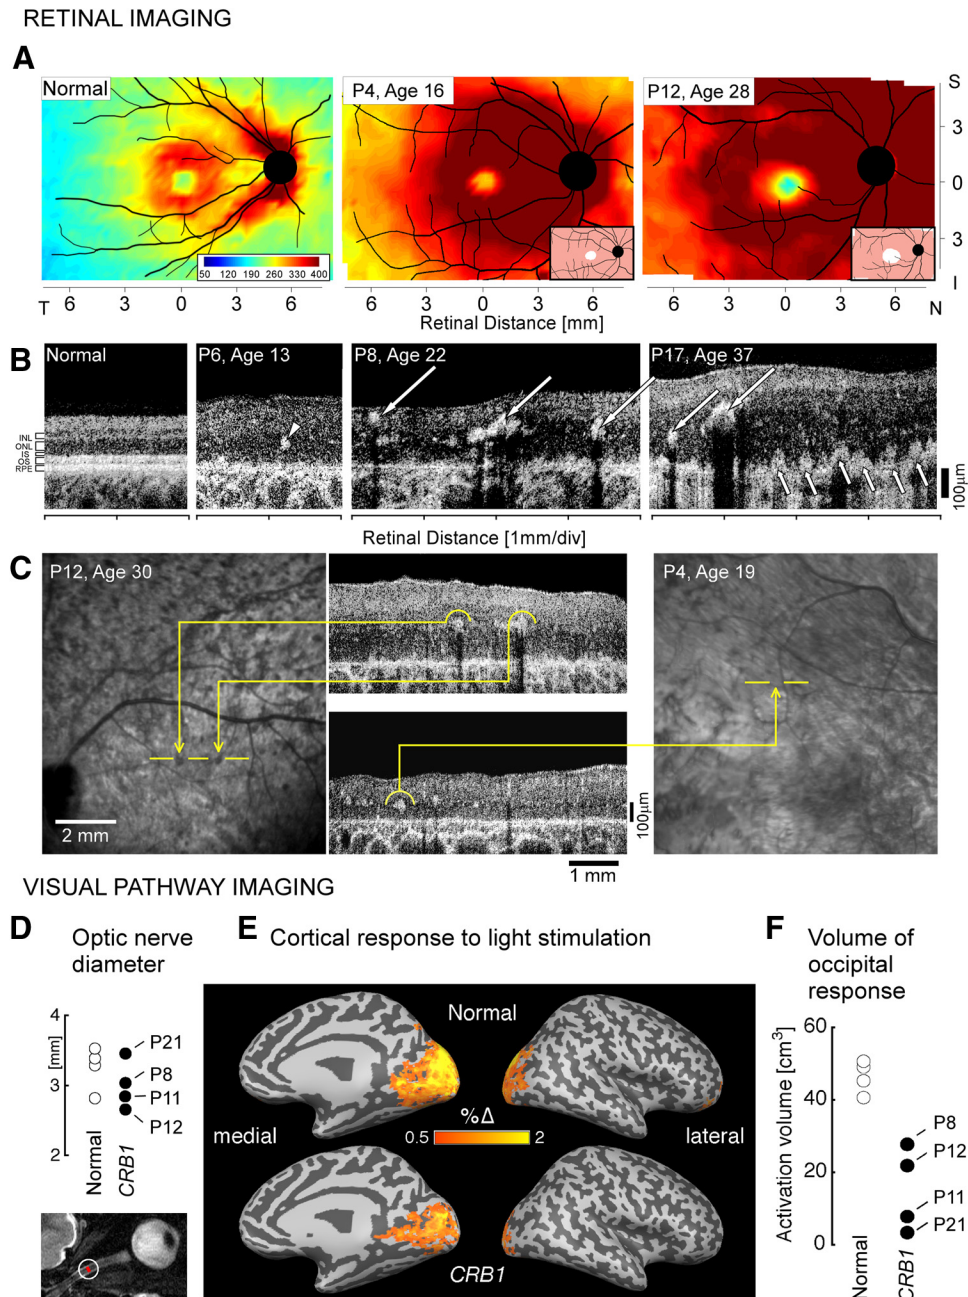 RETINAL IMAGING
A
Normal
P4, Age 16
P12, Age 28
S
3
0
3
I
50 120 190 260 330 400
T 6 3 0 3 6
6 3 0 3 6
6 3 0 3 6 N
Retinal Distance [mm]
B
Normal
P6, Age 13
P8, Age 22
P17, Age 37
INL
ONL
IS
OS
RPE
100µm
Retinal Distance [1mm/div]
C
P12, Age 30
P4, Age 19
2 mm
100µm
1 mm
VISUAL PATHWAY IMAGING
D Optic nerve
diameter
4
[mm]
3
2
P21
P8
P11
P12
Normal
CRB1
E Cortical response to light stimulation
Normal
%Δ
0.5 2
medial
lateral
CRB1
F Volume of
occipital
response
Activation volume [cm³]
60
40
20
0
P8
P12
P11
P21
Normal
CRB1